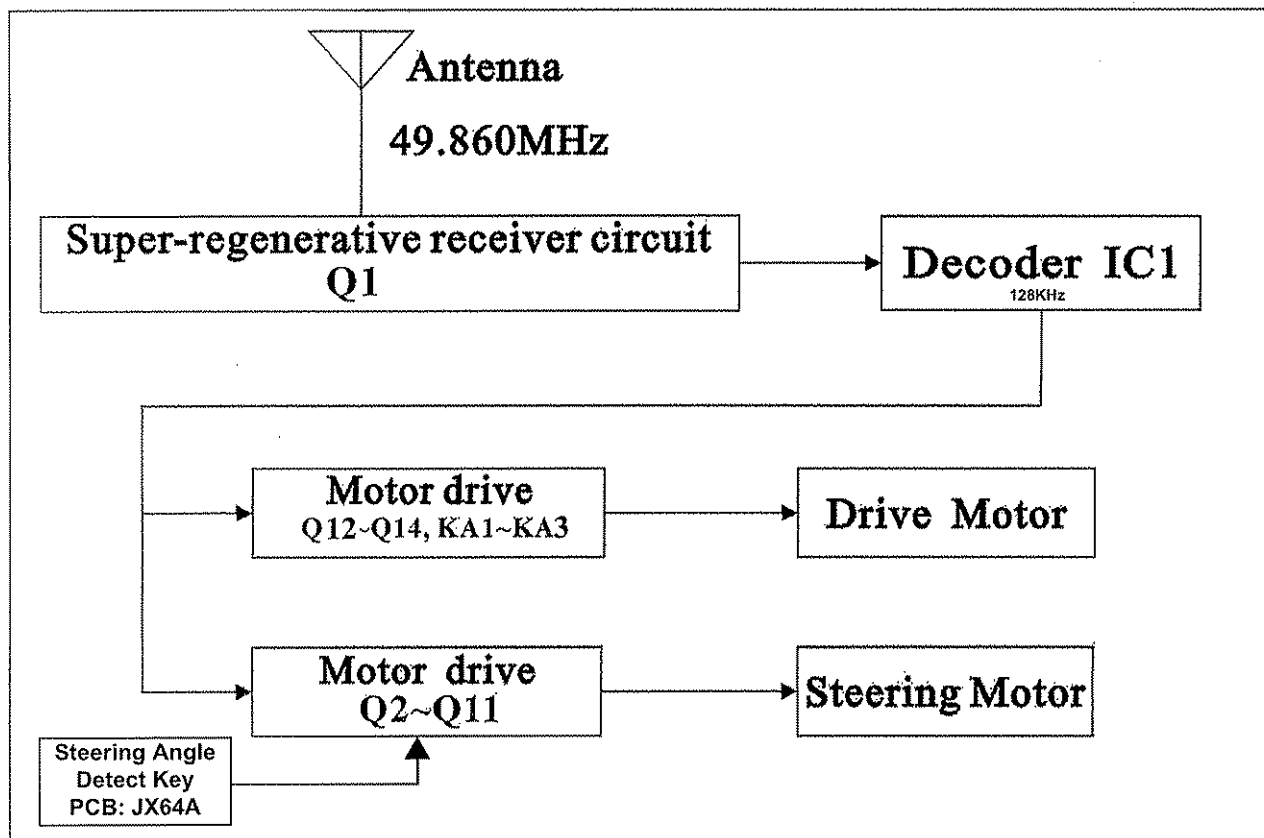 Antenna
49.860MHz
Super-regenerative receiver circuit
Q1
Decoder IC1
128KHz
Motor drive
Q12~Q14, KA1~KA3
Drive Motor
Motor drive
Q2~Q11
Steering Motor
Steering Angle
Detect Key
PCB: JX64A